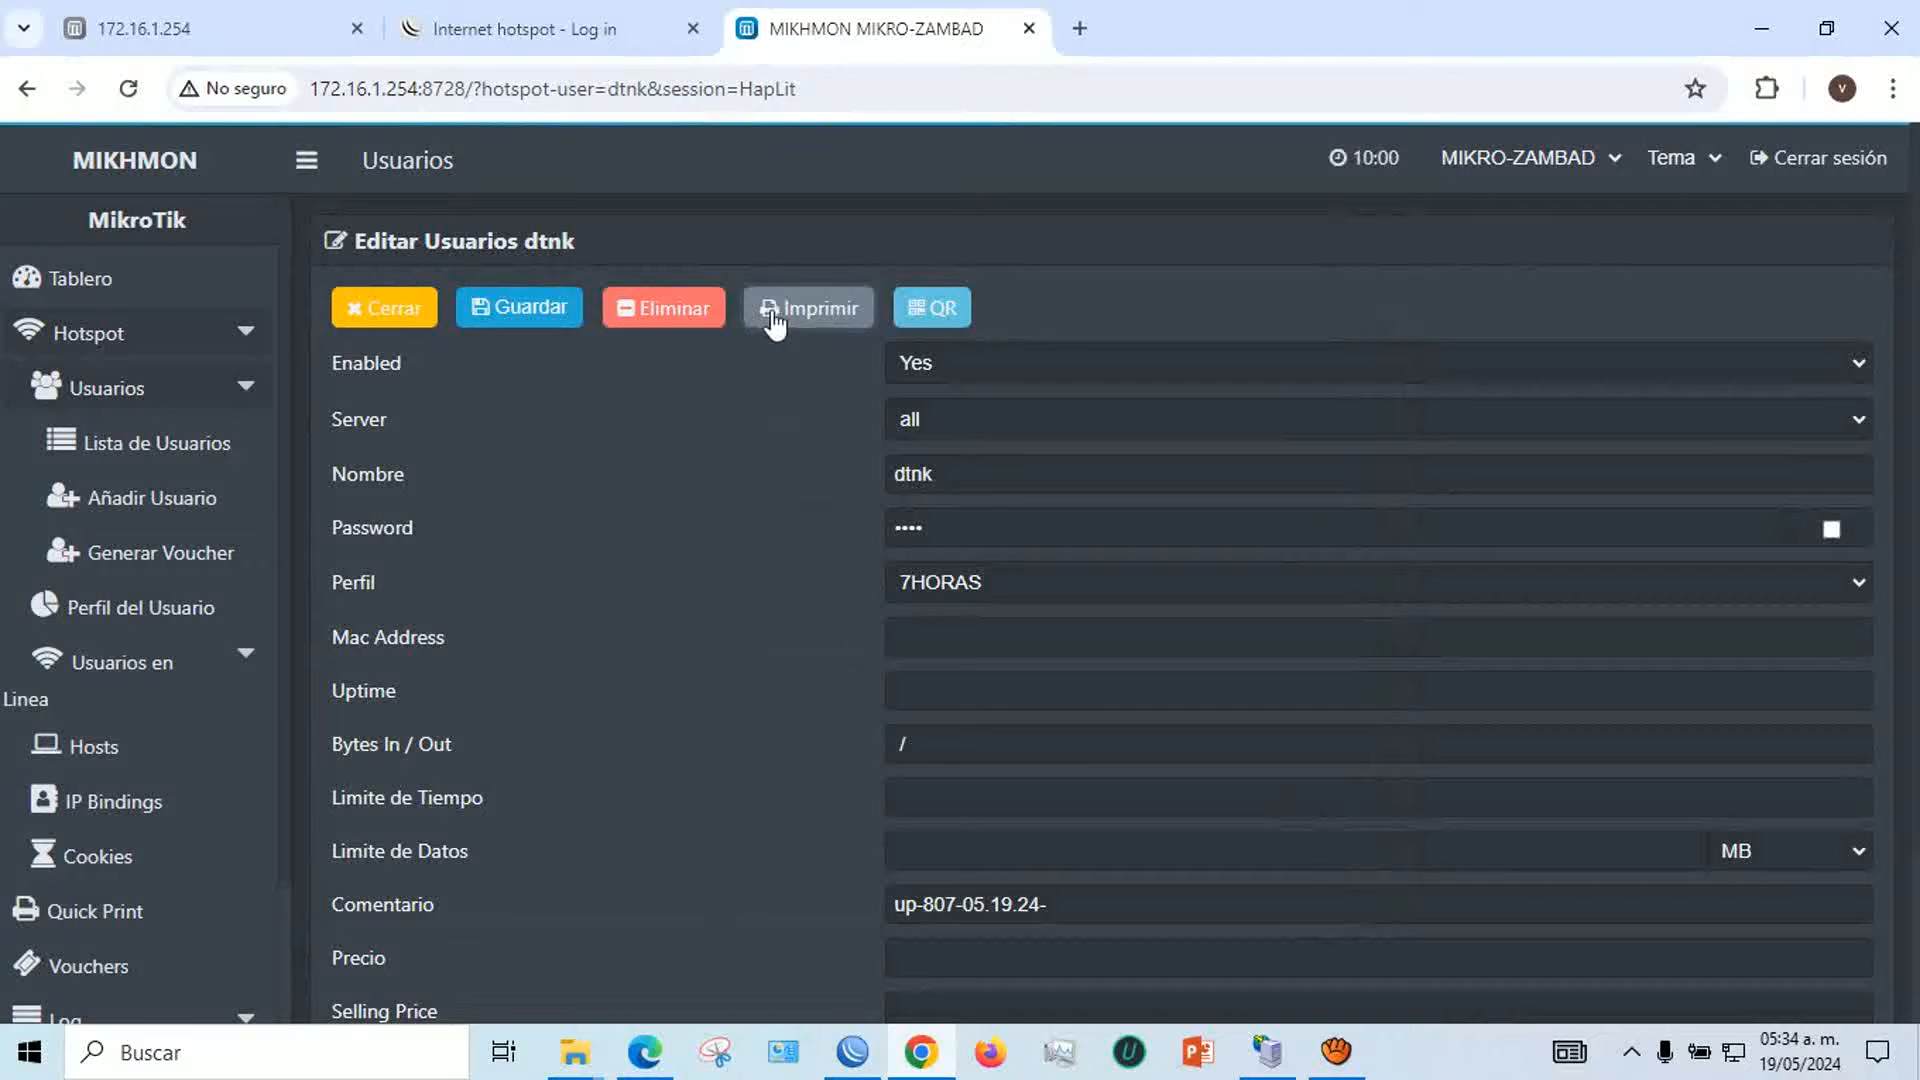 172.16.1.254
Internet hotspot - Log in
MIKHMON MIKRO-ZAMBAD
No seguro
172.16.1.254:8728/?hotspot-user=dtnk&session=HapLit
V
MIKHMON
Usuarios
10:00
MIKRO-ZAMBAD
Tema
Cerrar sesión
MikroTik
Editar Usuarios dtnk
Tablero
Cerrar
Guardar
Eliminar
Imprimir
QR
Hotspot
Enabled
Yes
Usuarios
Server
all
Lista de Usuarios
Nombre
dtnk
Añadir Usuario
Password
••••
Generar Voucher
Perfil
7HORAS
Perfil del Usuario
Mac Address
Usuarios en
Linea
Uptime
Hosts
Bytes In / Out
/
IP Bindings
Limite de Tiempo
Cookies
Limite de Datos
MB
Quick Print
Comentario
up-807-05.19.24-
Vouchers
Precio
Log
Selling Price
Buscar
05:34 a. m.
19/05/2024